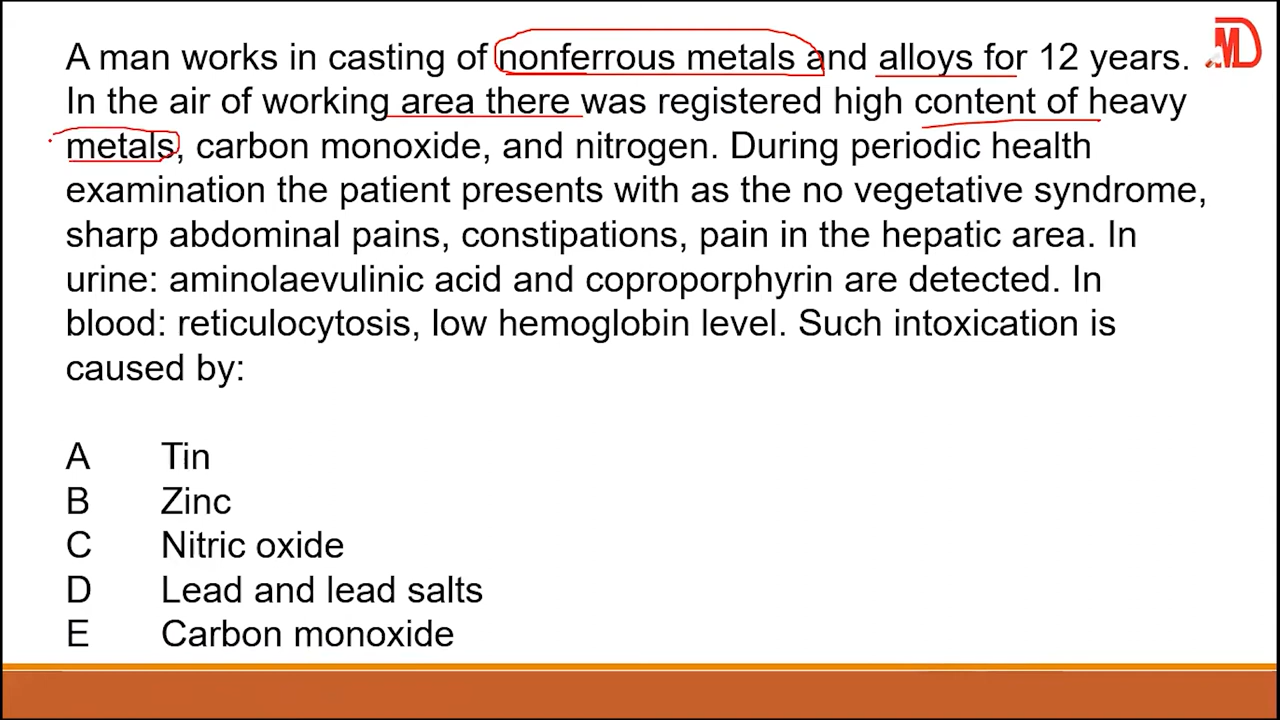 A man works in casting of nonferrous metals and alloys for 12 years.
In the air of working area there was registered high content of heavy
metals, carbon monoxide, and nitrogen. During periodic health
examination the patient presents with as the no vegetative syndrome,
sharp abdominal pains, constipations, pain in the hepatic area. In
urine: aminolaevulinic acid and coproporphyrin are detected. In
blood: reticulocytosis, low hemoglobin level. Such intoxication is
caused by:
A Tin
B Zinc
C Nitric oxide
D Lead and lead salts
E Carbon monoxide